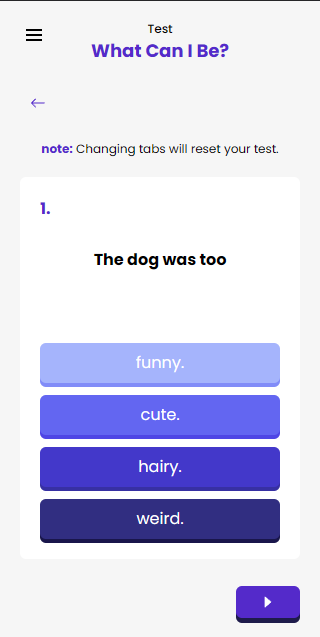 Test
What Can I Be?
note: Changing tabs will reset your test.
1.
The dog was too
funny.
cute.
hairy.
weird.